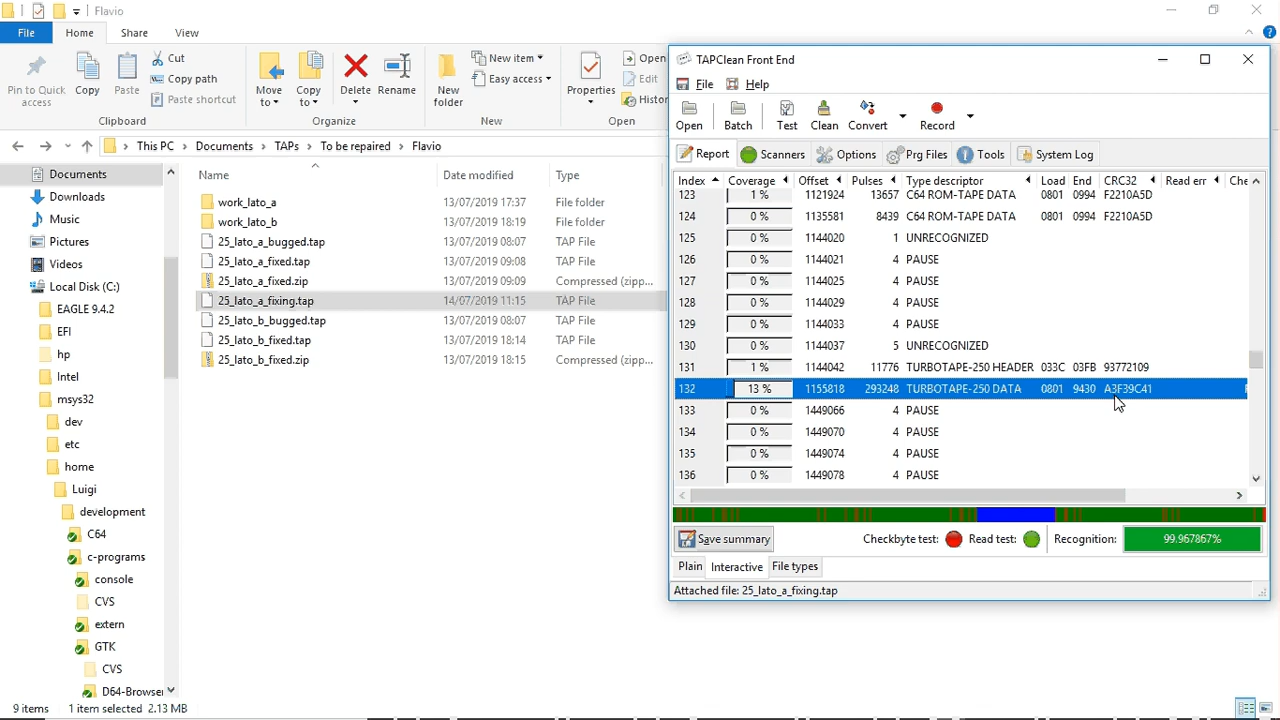 Flavio
File Home Share View
Pin to Quick access
Copy
Paste
Cut
Copy path
Paste shortcut
Clipboard
Move to
Copy to
Delete
Rename
Organize
New folder
New item
Easy access
New
Properties
Open
Edit
Histor
Open
This PC > Documents > TAPs > To be repaired > Flavio
Documents
Downloads
Music
Pictures
Videos
Local Disk (C:)
EAGLE 9.4.2
EFI
hp
Intel
msys32
dev
etc
home
Luigi
development
C64
c-programs
console
CVS
extern
GTK
CVS
D64-Browser
Name Date modified Type
work_lato_a 13/07/2019 17:37 File folder
work_lato_b 13/07/2019 18:19 File folder
25_lato_a_bugged.tap 13/07/2019 08:07 TAP File
25_lato_a_fixed.tap 13/07/2019 09:08 TAP File
25_lato_a_fixed.zip 13/07/2019 09:09 Compressed (zipp...
25_lato_a_fixing.tap 14/07/2019 11:15 TAP File
25_lato_b_bugged.tap 13/07/2019 08:07 TAP File
25_lato_b_fixed.tap 13/07/2019 18:14 TAP File
25_lato_b_fixed.zip 13/07/2019 18:15 Compressed (zipp...
9 items 1 item selected 2.13 MB
TAPClean Front End
File Help
Open Batch Test Clean Convert Record
Report Scanners Options Prg Files Tools System Log
Index Coverage Offset Pulses Type descriptor Load End CRC32 Read err Che
123 1 % 1121924 13657 C64 ROM-TAPE DATA 0801 0994 F2210A5D
124 0 % 1135581 8439 C64 ROM-TAPE DATA 0801 0994 F2210A5D
125 0 % 1144020 1 UNRECOGNIZED
126 0 % 1144021 4 PAUSE
127 0 % 1144025 4 PAUSE
128 0 % 1144029 4 PAUSE
129 0 % 1144033 4 PAUSE
130 0 % 1144037 5 UNRECOGNIZED
131 1 % 1144042 11776 TURBOTAPE-250 HEADER 033C 03FB 93772109
132 13 % 1155818 293248 TURBOTAPE-250 DATA 0801 9430 A3F39C41
133 0 % 1449066 4 PAUSE
134 0 % 1449070 4 PAUSE
135 0 % 1449074 4 PAUSE
136 0 % 1449078 4 PAUSE
Save summary Checkbyte test: Read test: Recognition: 99.967867%
Plain Interactive File types
Attached file: 25_lato_a_fixing.tap